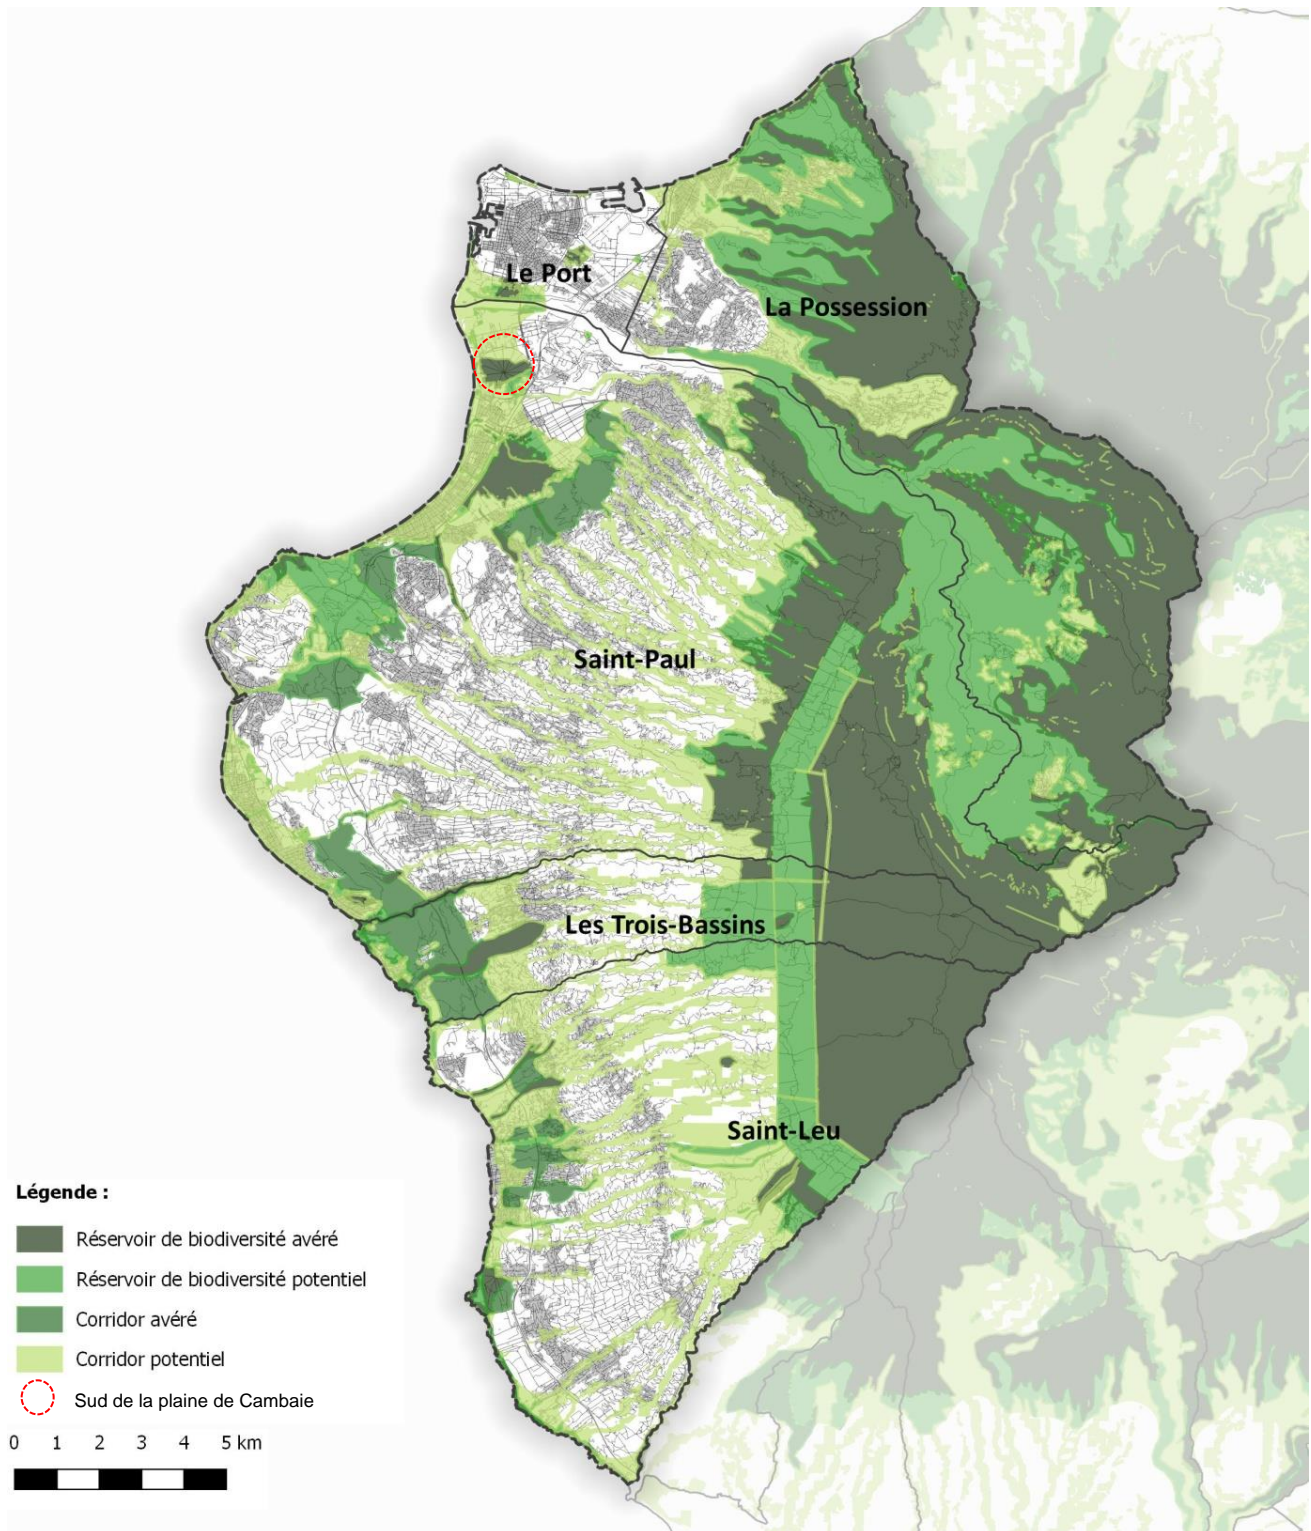 Le Port
La Possession
Saint-Paul
Les Trois-Bassins
Saint-Leu
Légende :
Réservoir de biodiversité avéré
Réservoir de biodiversité potentiel
Corridor avéré
Corridor potentiel
Sud de la plaine de Cambaie
0 1 2 3 4 5 km